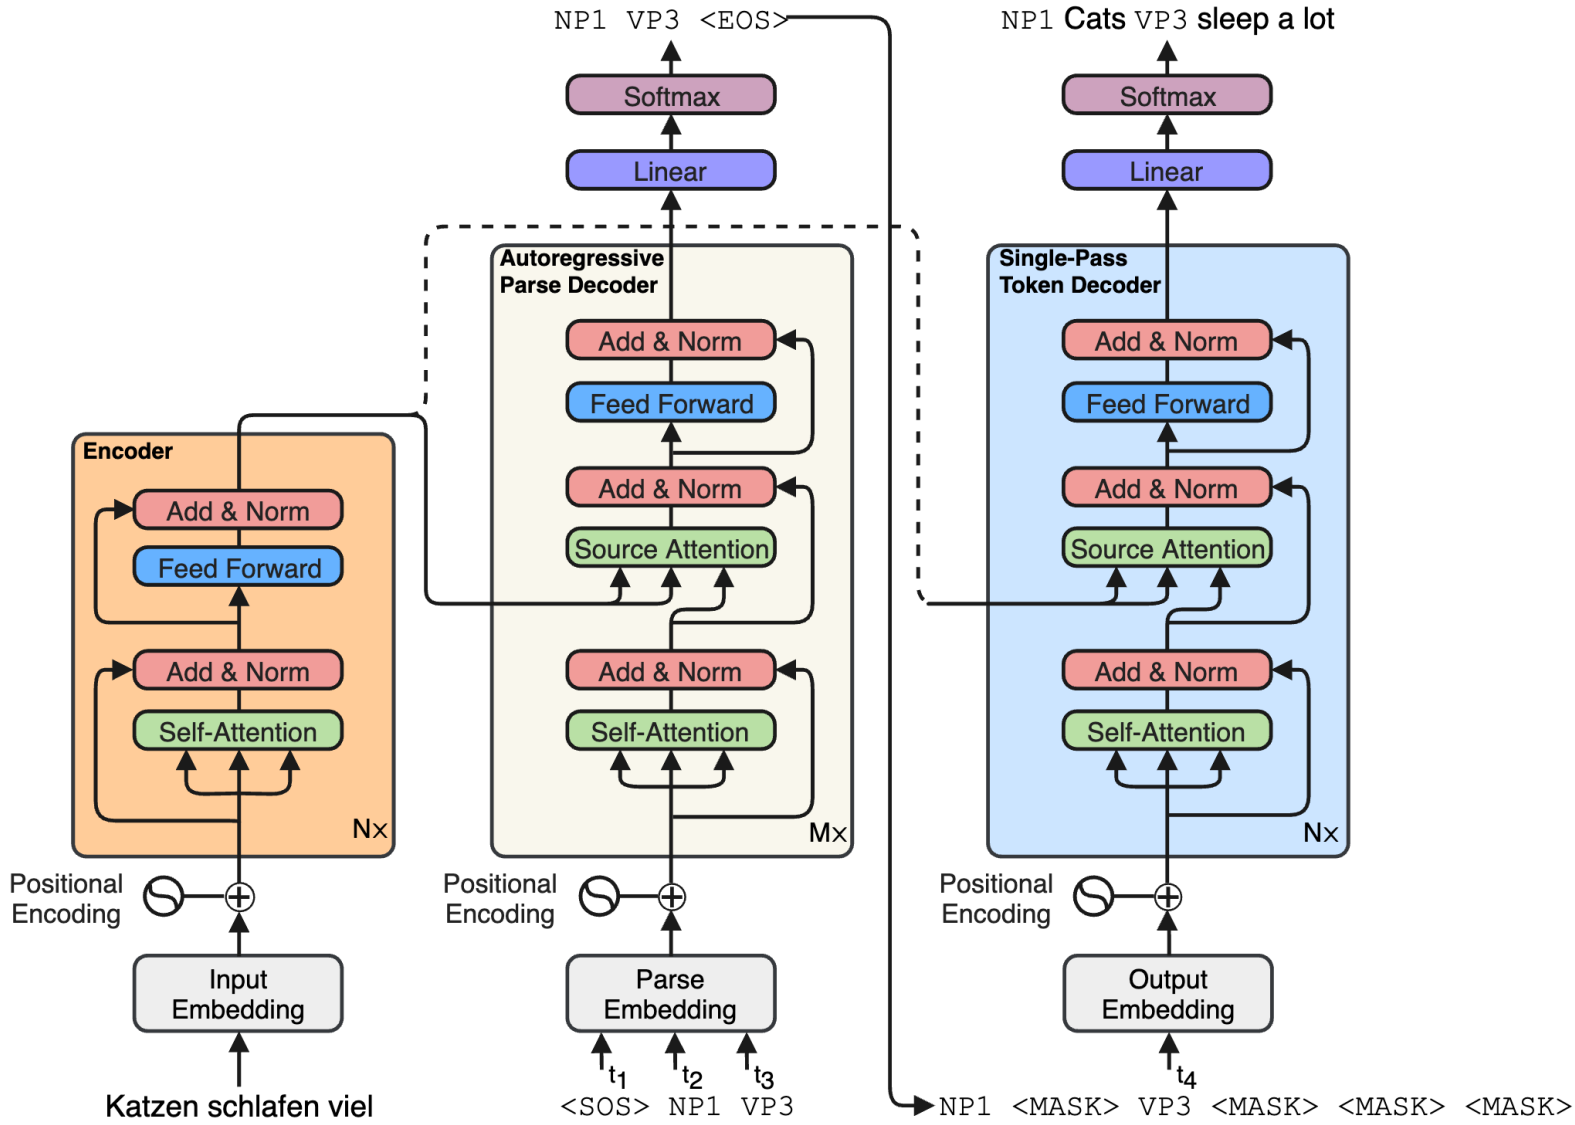 NP1 VP3 <EOS>
NP1 Cats VP3 sleep a lot
Softmax
Softmax
Linear
Linear
Encoder
Add & Norm
Feed Forward
Add & Norm
Self-Attention
Nx
Positional
Encoding
Input
Embedding
Katzen schlafen viel
Autoregressive
Parse Decoder
Add & Norm
Feed Forward
Add & Norm
Source Attention
Add & Norm
Self-Attention
Mx
Positional
Encoding
Parse
Embedding
t1 t2 t3
<SOS> NP1 VP3
Single-Pass
Token Decoder
Add & Norm
Feed Forward
Add & Norm
Source Attention
Add & Norm
Self-Attention
Nx
Positional
Encoding
Output
Embedding
t4
NP1 <MASK> VP3 <MASK> <MASK> <MASK>